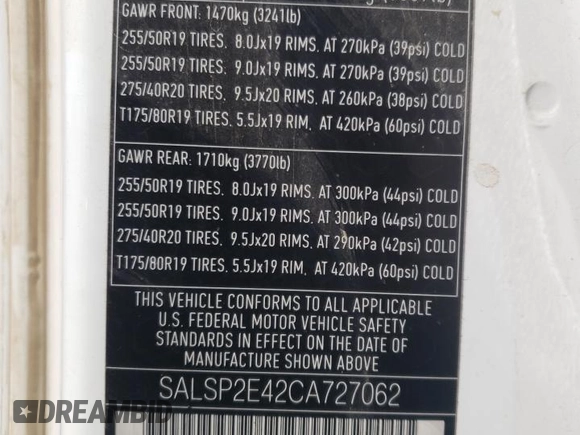 GAWR FRONT: 1470kg (3241lb)
255/50R19 TIRES. 8.0Jx19 RIMS. AT 270kPa (39psi) COLD
255/50R19 TIRES. 9.0Jx19 RIMS. AT 270kPa (39psi) COLD
275/40R20 TIRES. 9.5Jx20 RIMS. AT 260kPa (38psi) COLD
T175/80R19 TIRES. 5.5Jx19 RIM. AT 420kPa (60psi) COLD
GAWR REAR: 1710kg (3770lb)
255/50R19 TIRES. 8.0Jx19 RIMS. AT 300kPa (44psi) COLD
255/50R19 TIRES. 9.0Jx19 RIMS. AT 300kPa (44psi) COLD
275/40R20 TIRES. 9.5Jx20 RIMS. AT 290kPa (42psi) COLD
T175/80R19 TIRES. 5.5Jx19 RIM. AT 420kPa (60psi) COLD
THIS VEHICLE CONFORMS TO ALL APPLICABLE
U.S. FEDERAL MOTOR VEHICLE SAFETY
STANDARDS IN EFFECT ON THE DATE OF
MANUFACTURE SHOWN ABOVE
SALSP2E42CA727062
DREAMBID